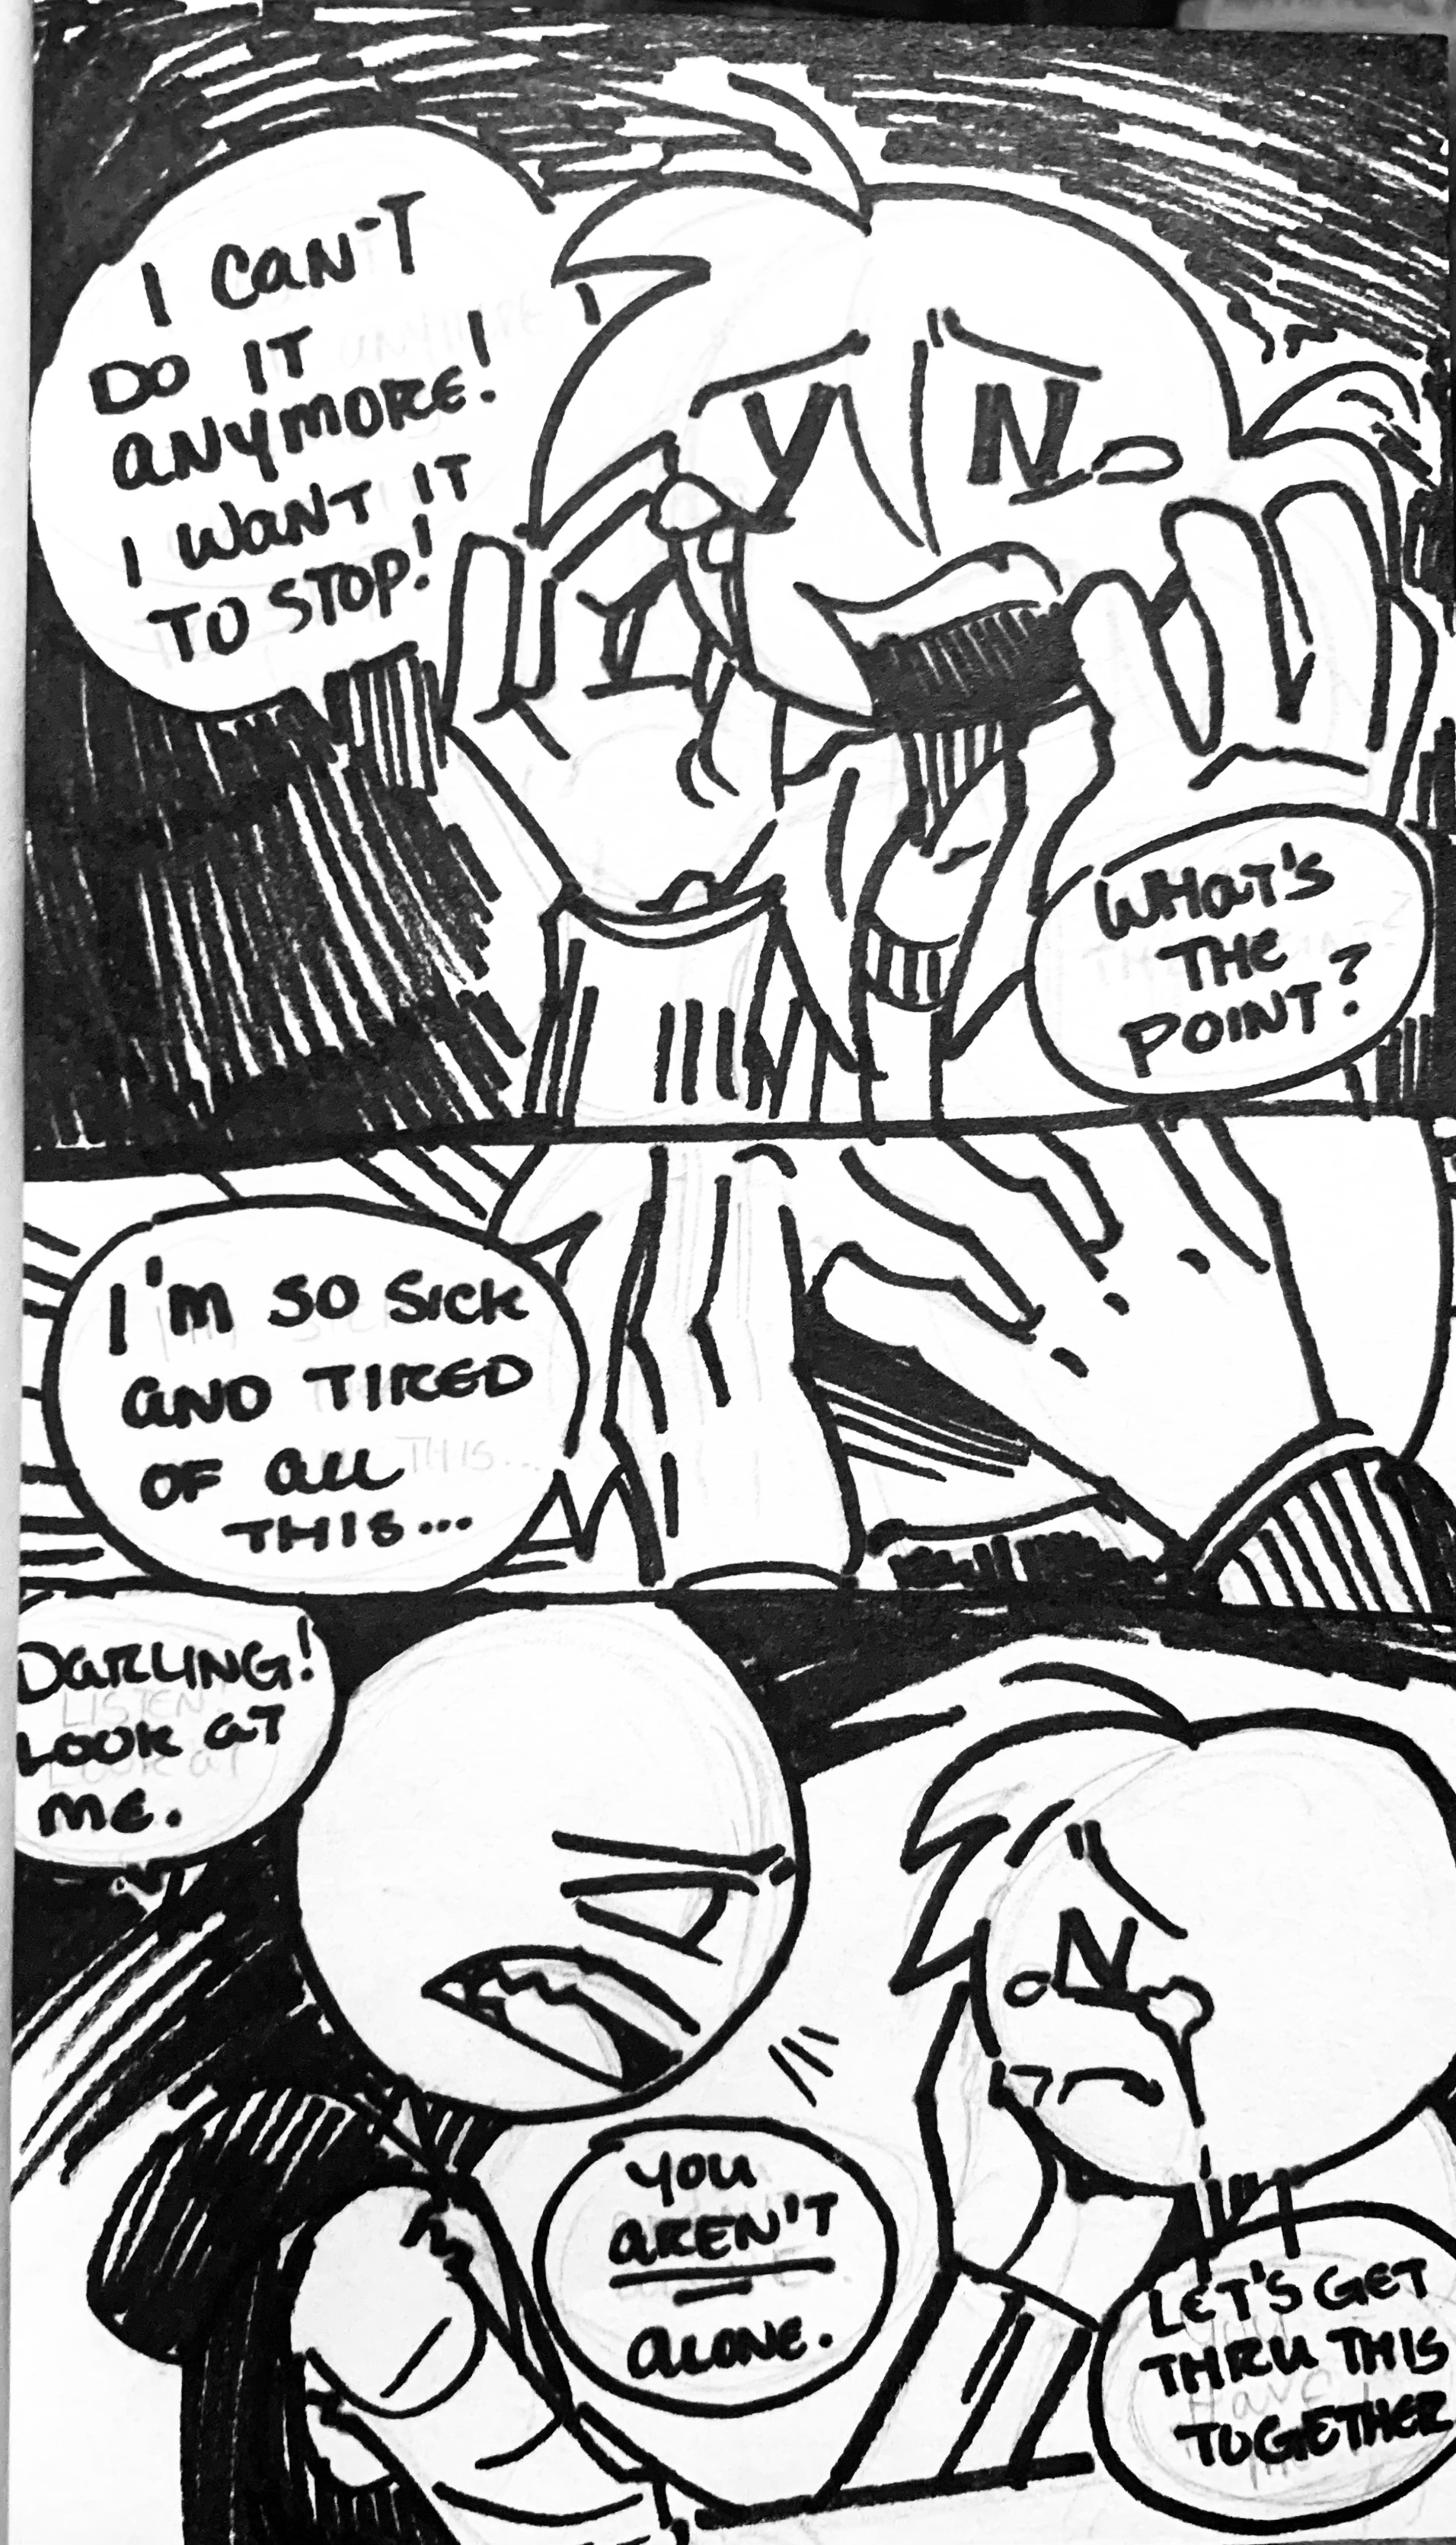 I CAN'T
DO IT
ANYMORE!
I WANT IT
TO STOP!
Y N
I
WHAT'S
THE
POINT?
I'M SO SICK
AND TIRED
OF ALL
THIS...
DARLING!
LOOK AT
ME.
N
YOU
AREN'T
ALONE.
LET'S GET
THRU THIS
TOGETHER